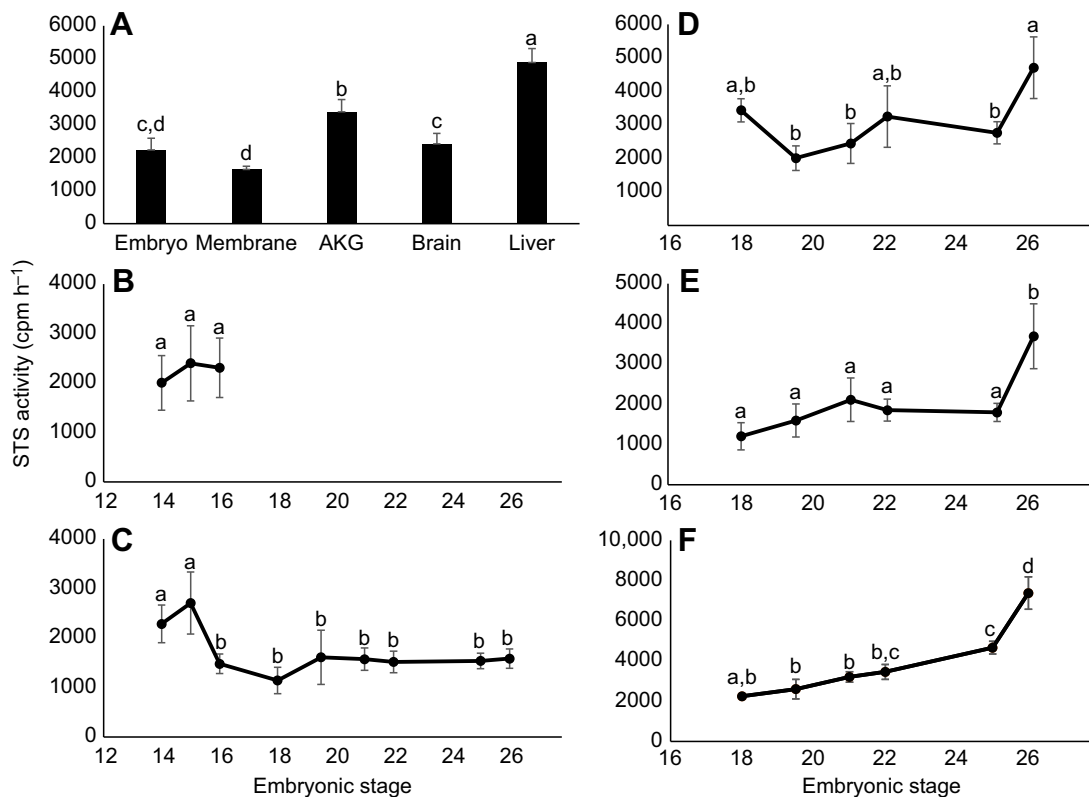 STS activity (cpm h–1)
A
6000
5000
4000
3000
2000
1000
0
c,d
d
b
c
a
Embryo Membrane AKG Brain Liver
B
4000
3000
2000
1000
0
a a a
12 14 16 18 20 22 24 26
C
4000
3000
2000
1000
0
a a b b b b b b b
12 14 16 18 20 22 24 26
Embryonic stage
D
6000
5000
4000
3000
2000
1000
a,b b b a,b b a
16 18 20 22 24 26
E
5000
4000
3000
2000
1000
0
a a a a a b
16 18 20 22 24 26
F
10,000
8000
6000
4000
2000
0
a,b b b b,c c d
16 18 20 22 24 26
Embryonic stage